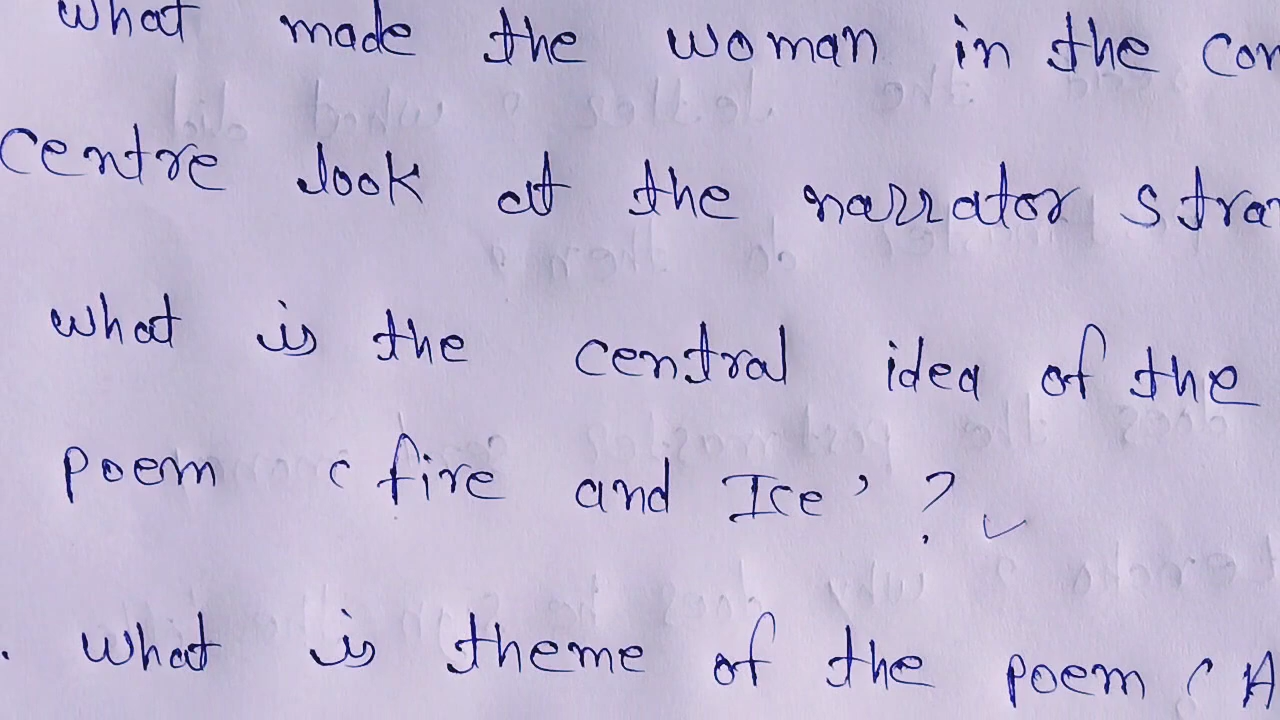 what made the woman in the
centre look at the narrator
what is the central idea of the
poem 'fire and Ice' ?
. what is theme of the poem '